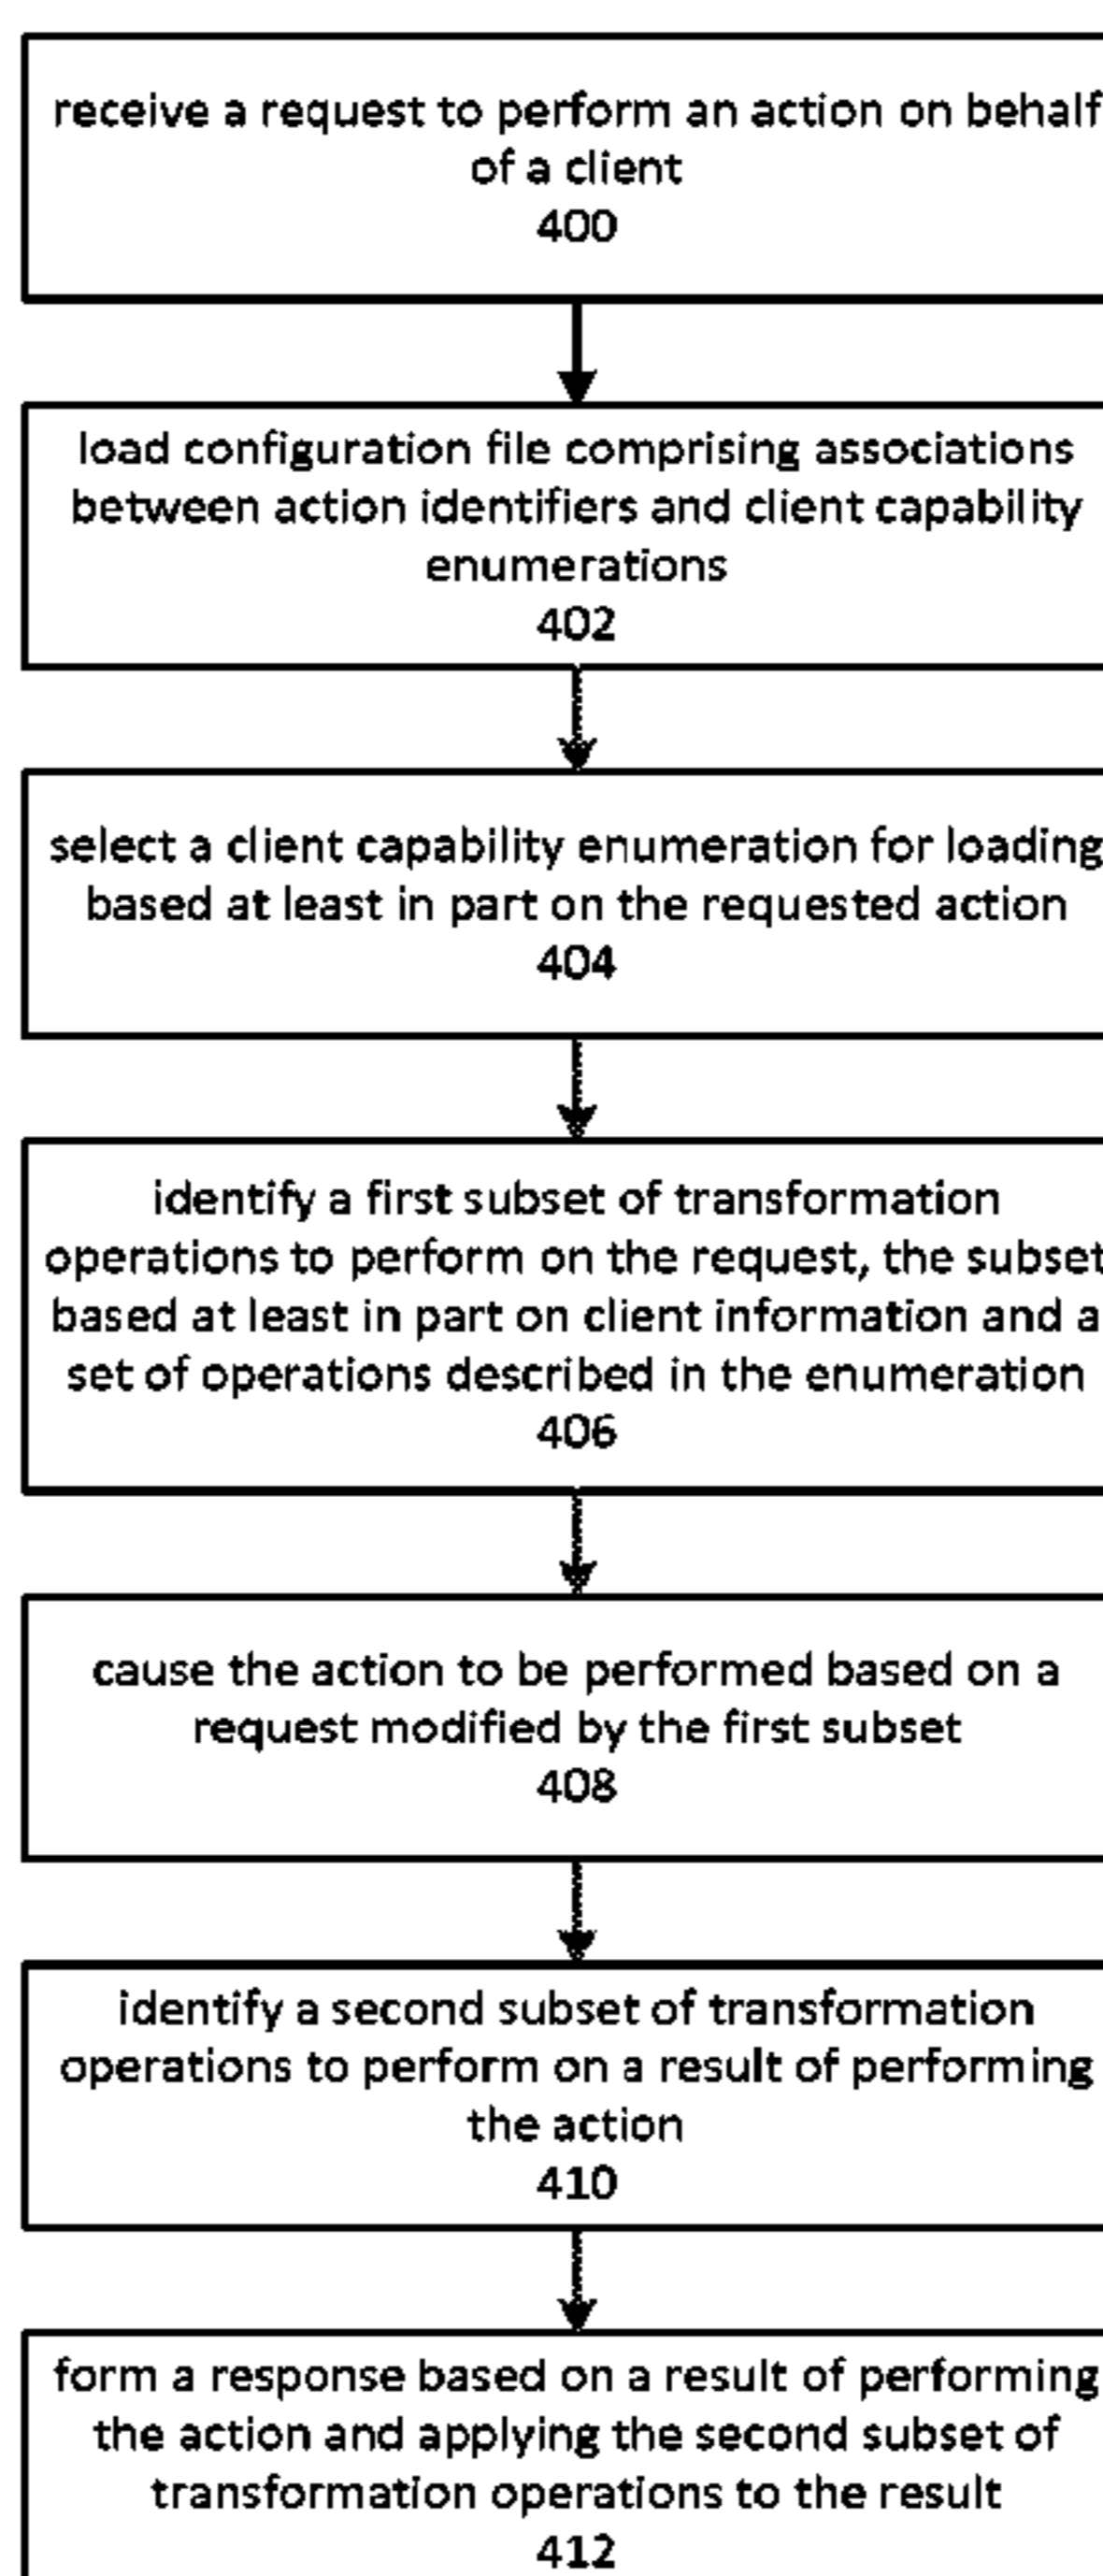 receive a request to perform an action on behalf
of a client
400
load configuration file comprising associations
between action identifiers and client capability
enumerations
402
select a client capability enumeration for loading
based at least in part on the requested action
404
identify a first subset of transformation
operations to perform on the request, the subset
based at least in part on client information and a
set of operations described in the enumeration
406
cause the action to be performed based on a
request modified by the first subset
408
identify a second subset of transformation
operations to perform on a result of performing
the action
410
form a response based on a result of performing
the action and applying the second subset of
transformation operations to the result
412